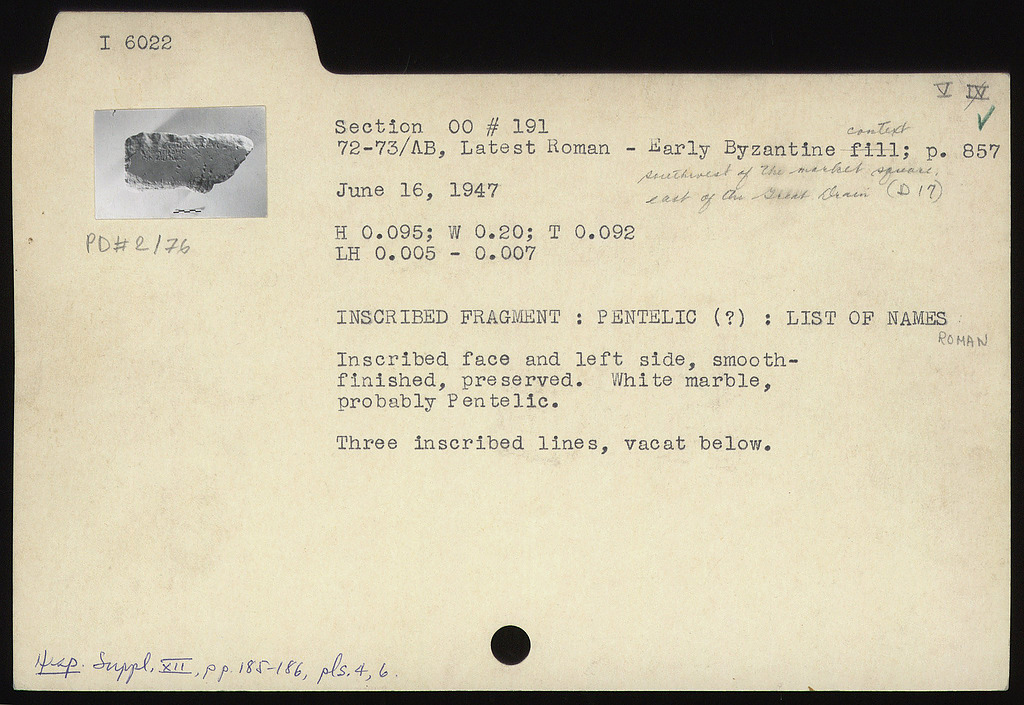 I 6022
V IV
Section OO # 191
context
72-73/ΛB, Latest Roman - Early Byzantine fill; p. 857
southwest of the market square,
east of the Great Drain (D 17)
June 16, 1947
H 0.095; W 0.20; T 0.092
LH 0.005 - 0.007
PD# 2/76
INSCRIBED FRAGMENT : PENTELIC (?) : LIST OF NAMES
ROMAN
Inscribed face and left side, smooth-
finished, preserved. White marble,
probably Pentelic.
Three inscribed lines, vacat below.
Hesp. Suppl. XII, pp. 185-186, pls. 4, 6.